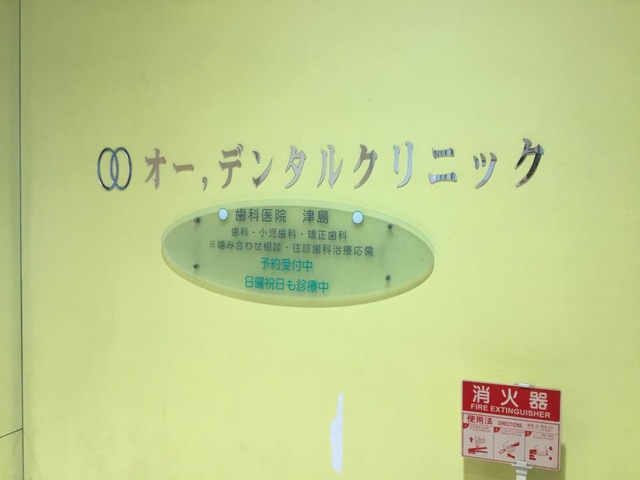 オー,デンタルクリニック
歯科医院 津島
歯科・小児歯科・矯正歯科
※噛み合わせ相談・往診歯科治療応需
予約受付中
日曜祝日も診療中
消火器
FIRE EXTINGUISHER
使用法 DIRECTIONS